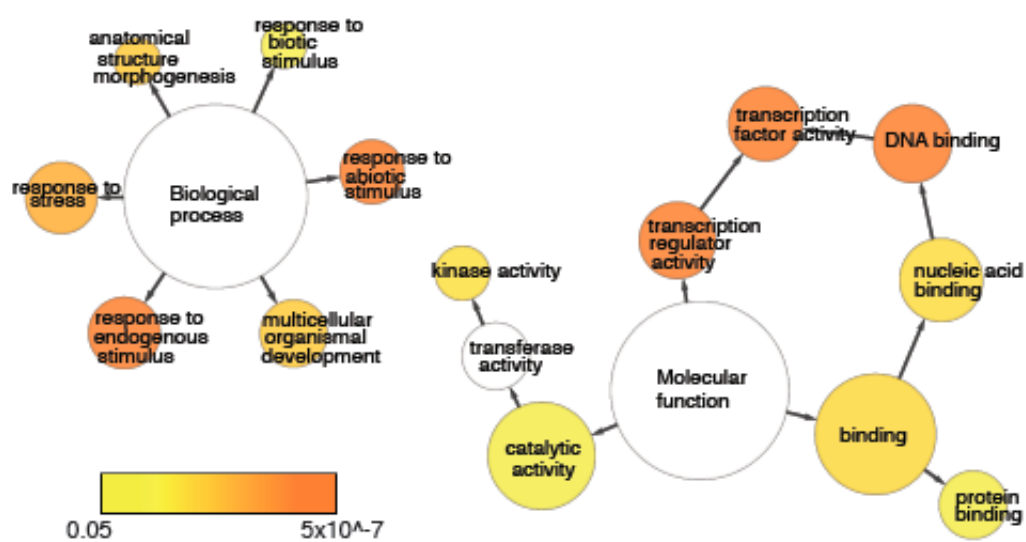 anatomical
structure
morphogenesis
response to
biotic
stimulus
response to
stress
Biological
process
response to
abiotic
stimulus
response to
endogenous
stimulus
multicellular
organismal
development
transcription
factor activity
DNA binding
transcription
regulator
activity
kinase activity
nucleic acid
binding
transferase
activity
Molecular
function
catalytic
activity
binding
protein
binding
0.05
5x10^-7